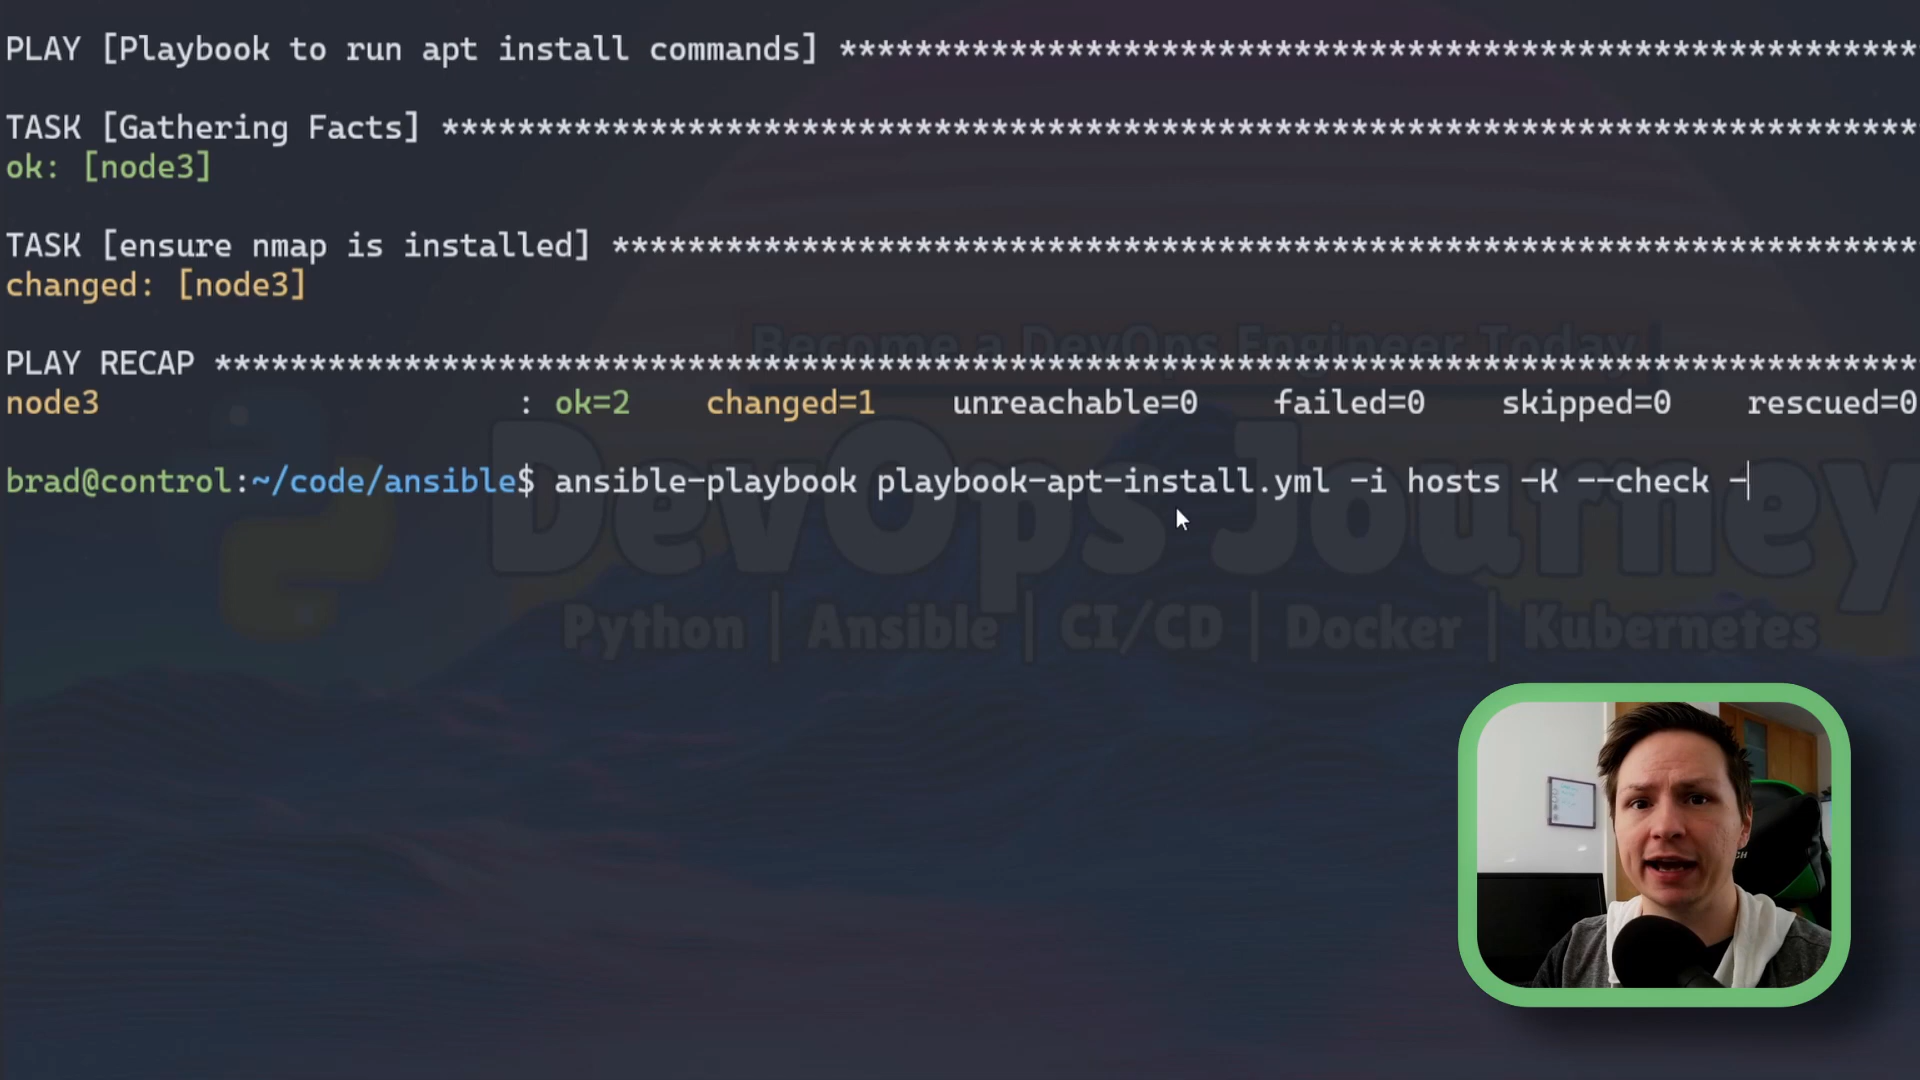 PLAY [Playbook to run apt install commands] *********************************************************
TASK [Gathering Facts] ******************************************************************************
ok: [node3]
TASK [ensure nmap is installed] *********************************************************************
changed: [node3]
Become a DevOps Engineer Today
PLAY RECAP ******************************************************************************************
node3 : ok=2 changed=1 unreachable=0 failed=0 skipped=0 rescued=0
brad@control:~/code/ansible$ ansible-playbook playbook-apt-install.yml -i hosts -K --check -
DevOps Journey
Python | Ansible | CI/CD | Docker | Kubernetes